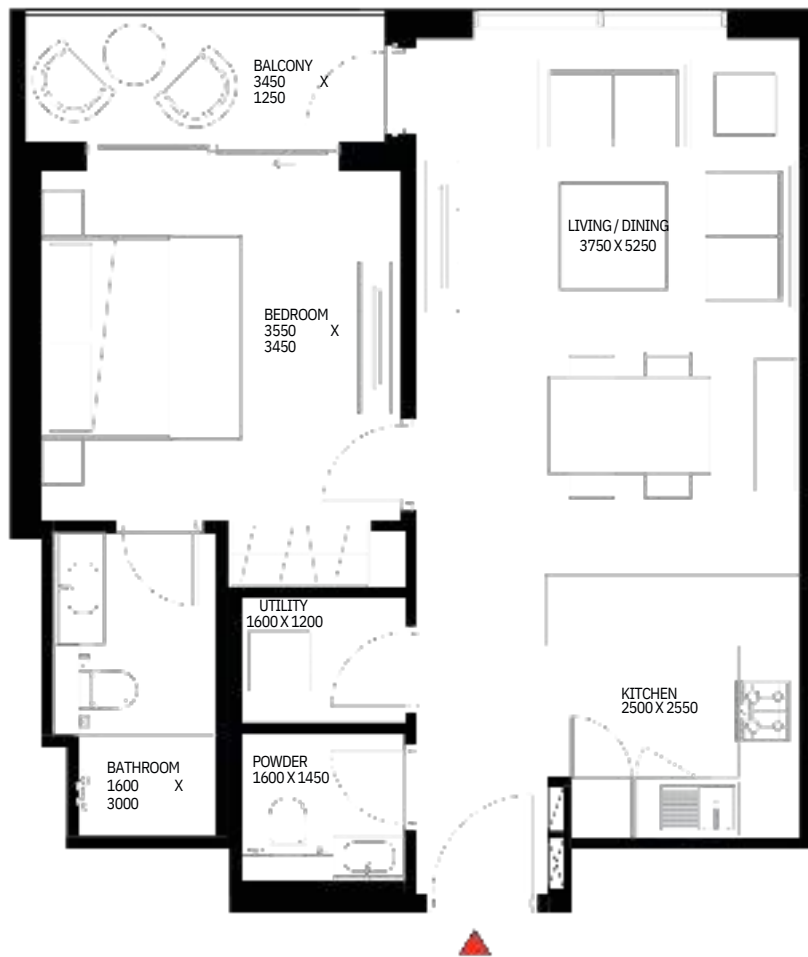 BALCONY
3450 X
1250
LIVING / DINING
3750 X 5250
BEDROOM
3550 X
3450
UTILITY
1600 X 1200
KITCHEN
2500 X 2550
POWDER
1600 X 1450
BATHROOM
1600 X
3000